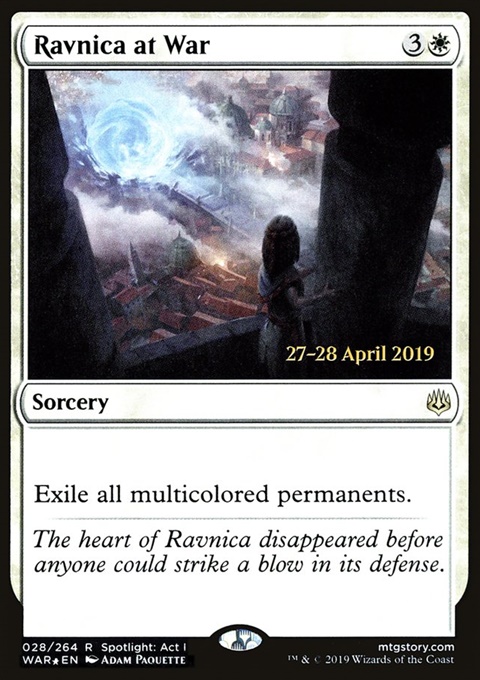 Ravnica at War 3
27–28 April 2019
Sorcery
Exile all multicolored permanents.
The heart of Ravnica disappeared before
anyone could strike a blow in its defense.
028/264 R Spotlight: Act I
WAR★EN Adam Paquette
mtgstory.com
™ & © 2019 Wizards of the Coast